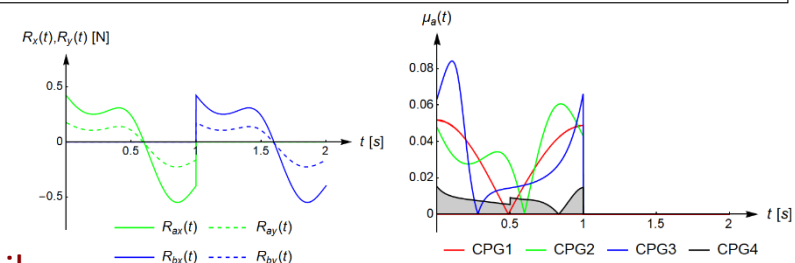 Rx(t),Ry(t) [N]
0.5
0
-0.5
0.5
1
1.5
2
t [s]
Rax(t)
Ray(t)
Rbx(t)
Rby(t)
μa(t)
0.08
0.06
0.04
0.02
0
0.5
1
1.5
2
t [s]
CPG1
CPG2
CPG3
CPG4